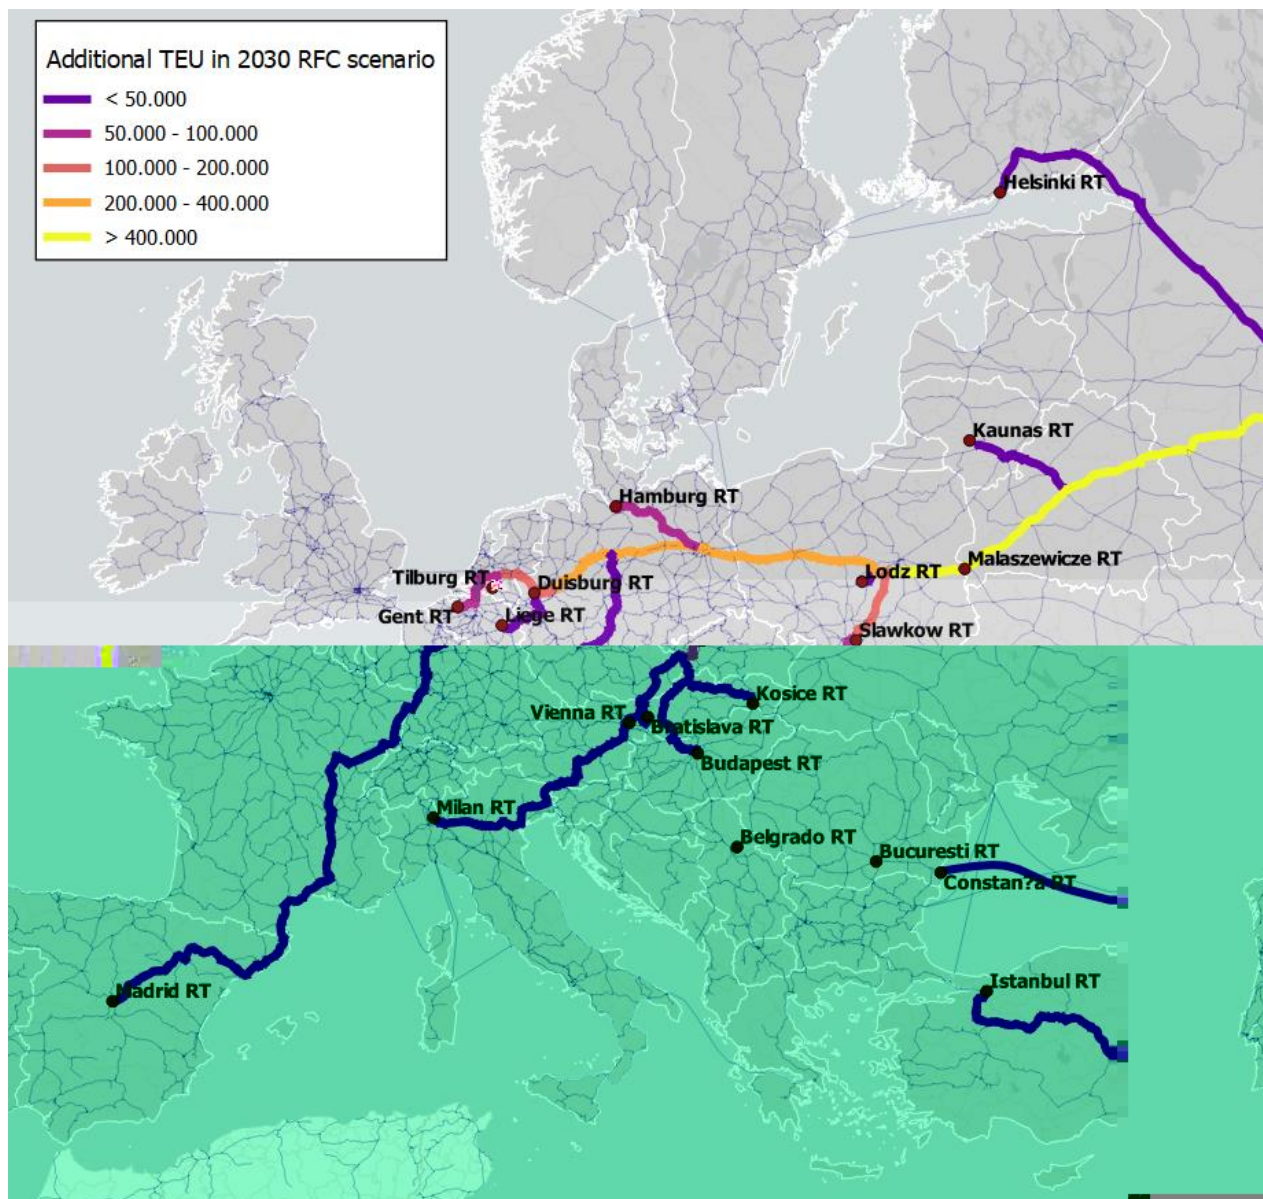 Additional TEU in 2030 RFC scenario
< 50.000
50.000 - 100.000
100.000 - 200.000
200.000 - 400.000
> 400.000
Helsinki RT
Kaunas RT
Hamburg RT
Malaszewicze RT
Tilburg RT
Duisburg RT
Lodz RT
Gent RT
Liege RT
Slawkow RT
Kosice RT
Vienna RT
Bratislava RT
Budapest RT
Milan RT
Belgrado RT
Bucuresti RT
Constan?a RT
Istanbul RT
Madrid RT